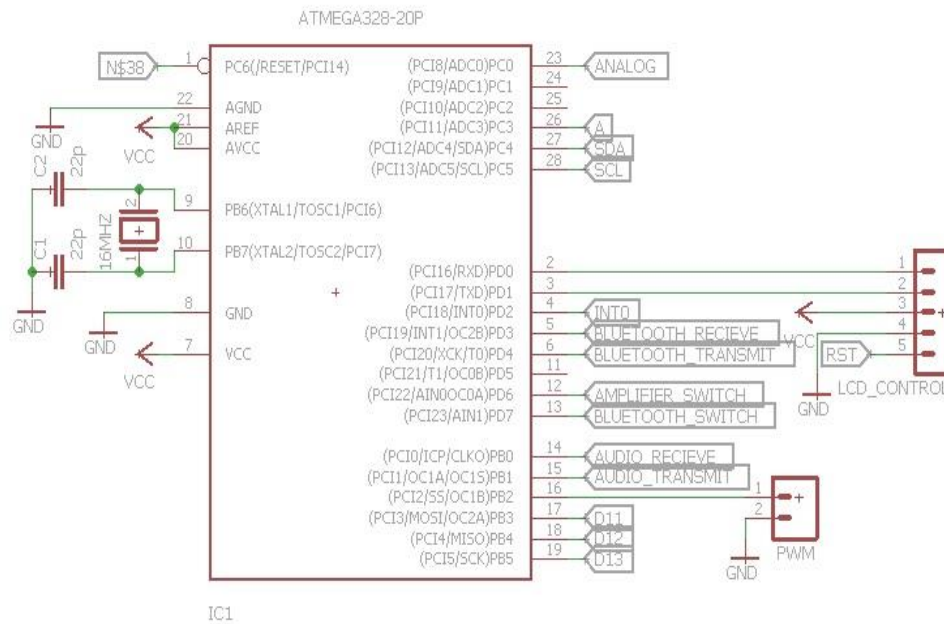 ATMEGA328-20P
N$38
1
PC6(/RESET/PCI14)
(PCI8/ADC0)PC0
23
ANALOG
(PCI9/ADC1)PC1
24
22
AGND
(PCI10/ADC2)PC2
25
GND
21
AREF
(PCI11/ADC3)PC3
26
A
VCC
20
AVCC
(PCI12/ADC4/SDA)PC4
27
SDA
(PCI13/ADC5/SCL)PC5
28
SCL
C2
22p
9
PB6(XTAL1/TOSC1/PCI6)
16MHZ
2
1
C1
22p
10
PB7(XTAL2/TOSC2/PCI7)
(PCI16/RXD)PD0
2
1
(PCI17/TXD)PD1
3
2
GND
8
GND
(PCI18/INT0)PD2
4
INT0
VCC
3
GND
(PCI19/INT1/OC2B)PD3
5
BLUETOOTH_RECIEVE
4
7
VCC
(PCI20/XCK/T0)PD4
6
BLUETOOTH_TRANSMIT
RST
5
VCC
(PCI21/T1/OC0B)PD5
11
LCD_CONTROL
(PCI22/AIN0OC0A)PD6
12
AMPLIFIER_SWITCH
GND
(PCI23/AIN1)PD7
13
BLUETOOTH_SWITCH
(PCI0/ICP/CLKO)PB0
14
AUDIO_RECIEVE
(PCI1/OC1A/OC1S)PB1
15
AUDIO_TRANSMIT
(PCI2/SS/OC1B)PB2
16
1
(PCI3/MOSI/OC2A)PB3
17
D11
2
(PCI4/MISO)PB4
18
D12
PWM
(PCI5/SCK)PB5
19
D13
GND
IC1